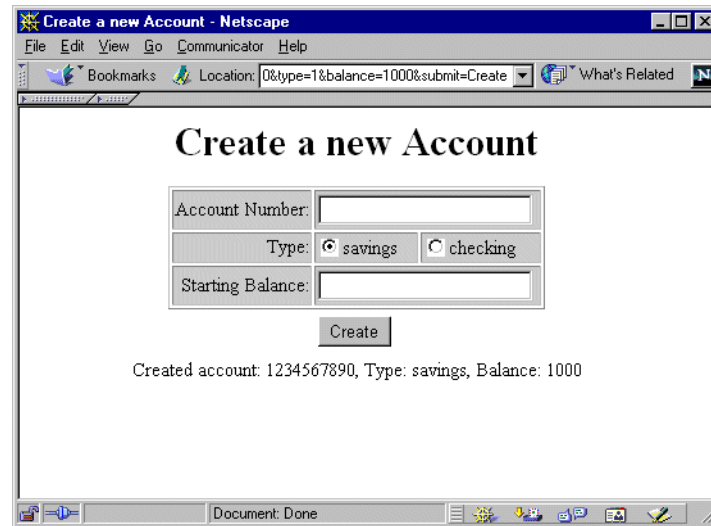 Create a new Account - Netscape
File Edit View Go Communicator Help
Bookmarks Location: 0&type=1&balance=1000&submit=Create What's Related N
Create a new Account
Account Number:
Type: savings checking
Starting Balance:
Create
Created account: 1234567890, Type: savings, Balance: 1000
Document: Done